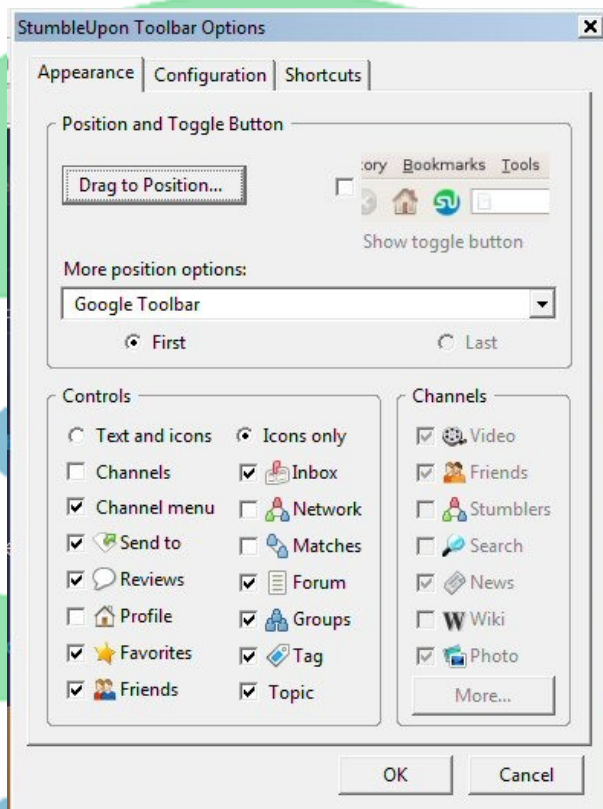 StumbleUpon Toolbar Options
Appearance Configuration Shortcuts
Position and Toggle Button
Drag to Position...
ory Bookmarks Tools
Show toggle button
More position options:
Google Toolbar
First Last
Controls
Text and icons Icons only
Channels Inbox
Channel menu Network
Send to Matches
Reviews Forum
Profile Groups
Favorites Tag
Friends Topic
Channels
Video
Friends
Stumblers
Search
News
W Wiki
Photo
More...
OK Cancel